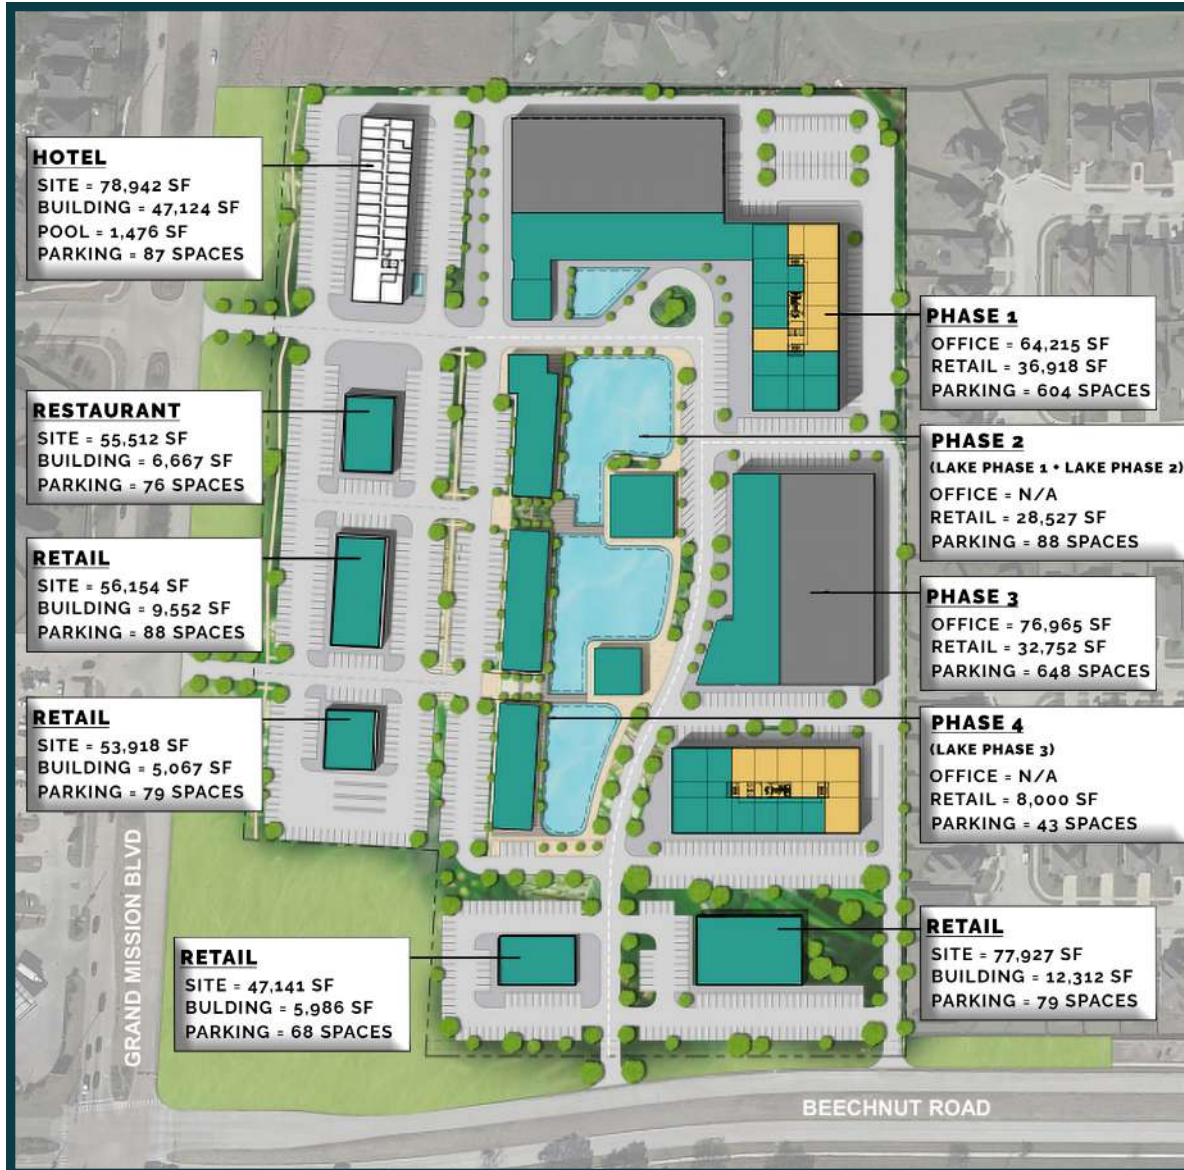 HOTEL
SITE = 78,942 SF
BUILDING = 47,124 SF
POOL = 1,476 SF
PARKING = 87 SPACES
RESTAURANT
SITE = 55,512 SF
BUILDING = 6,667 SF
PARKING = 76 SPACES
RETAIL
SITE = 56,154 SF
BUILDING = 9,552 SF
PARKING = 88 SPACES
RETAIL
SITE = 53,918 SF
BUILDING = 5,067 SF
PARKING = 79 SPACES
RETAIL
SITE = 47,141 SF
BULDING = 5,986 SF
PARKING = 68 SPACES
PHASE 1
OFFICE = 64,215 SF
RETAIL = 36,918 SF
PARKING = 604 SPACES
PHASE 2
(LAKE PHASE 1 + LAKE PHASE 2)
OFFICE = N/A
RETAIL = 28,527 SF
PARKING = 88 SPACES
PHASE 3
OFFICE = 76,965 SF
RETAIL = 32,752 SF
PARKING = 648 SPACES
PHASE 4
(LAKE PHASE 3)
OFFICE = N/A
RETAIL = 8,000 SF
PARKING = 43 SPACES
RETAIL
SITE = 77,927 SF
BUILDING = 12,312 SF
PARKING = 79 SPACES
GRAND MISSION BLVD
BEECHNUT ROAD